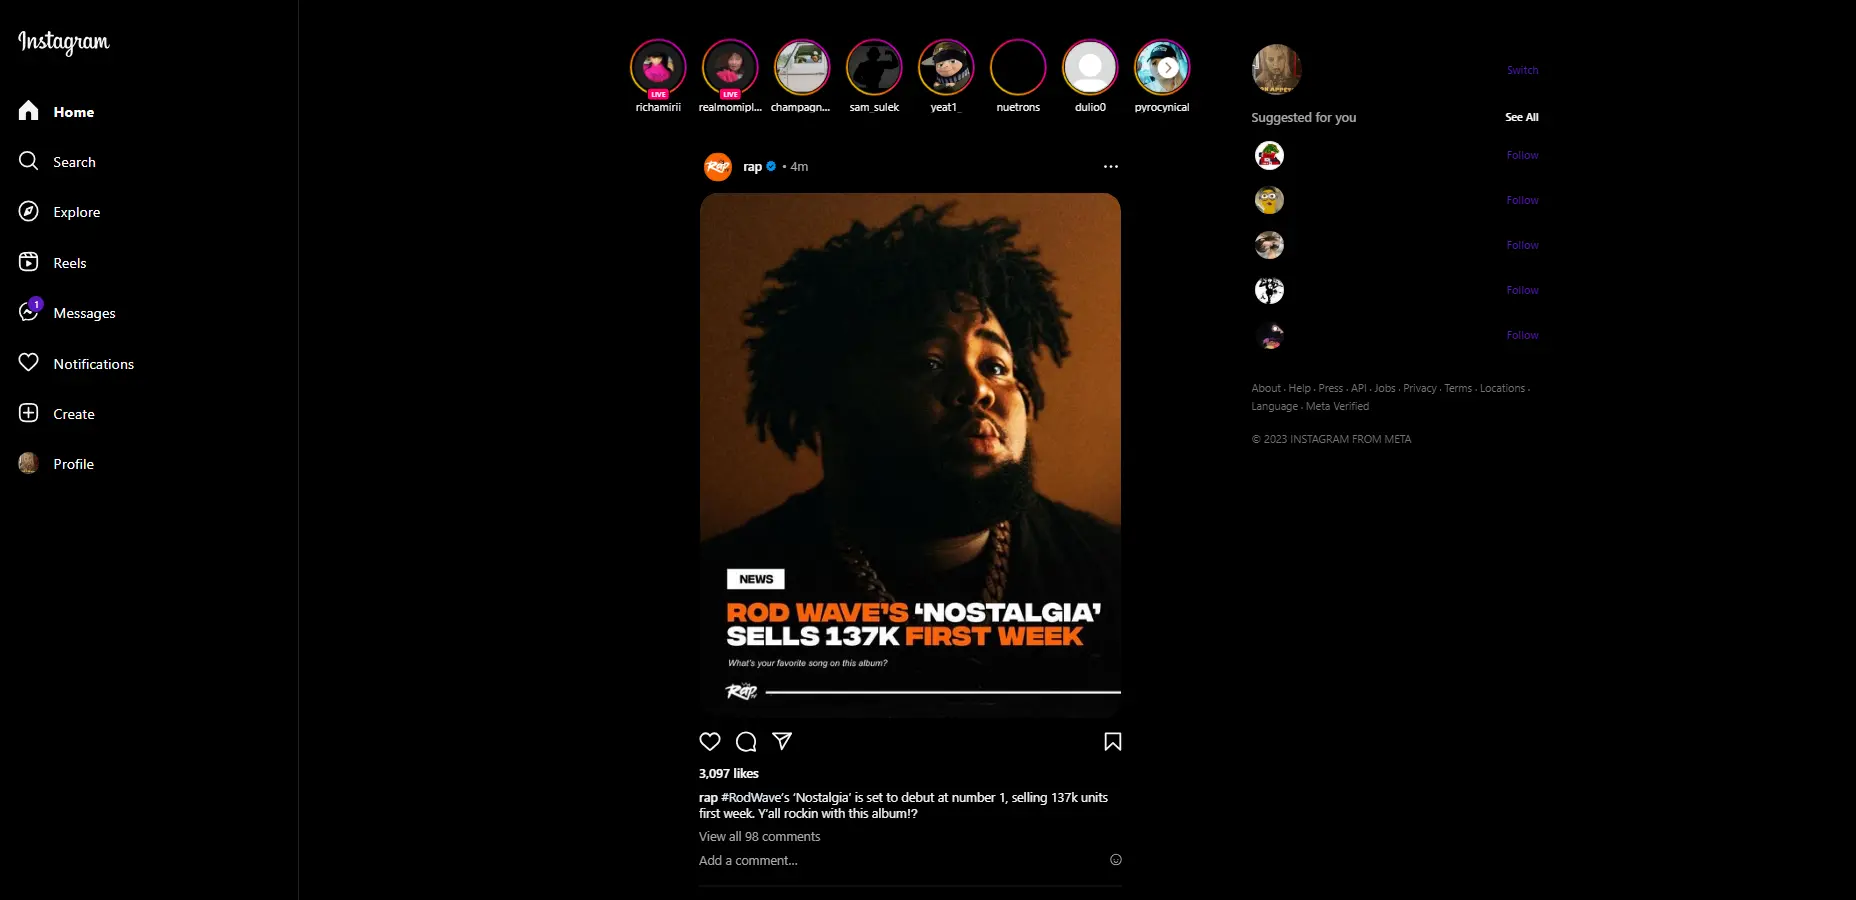 Instagram
Home
Search
Explore
Reels
1
Messages
Notifications
Create
Profile
LIVE
LIVE
richamirii
realmomipl...
champagn...
sam_sulek
yeat1_
nuetrons
dulio0
pyrocynical
Rap
rap • 4m
NEWS
ROD WAVE'S ‘NOSTALGIA’
SELLS 137K FIRST WEEK
What's your favorite song on this album?
Rap
3,097 likes
rap #RodWave’s ‘Nostalgia’ is set to debut at number 1, selling 137k units
first week. Y’all rockin with this album!?
View all 98 comments
Add a comment...
Switch
Suggested for you
See All
Follow
Follow
Follow
Follow
Follow
About · Help · Press · API · Jobs · Privacy · Terms · Locations ·
Language · Meta Verified
© 2023 INSTAGRAM FROM META